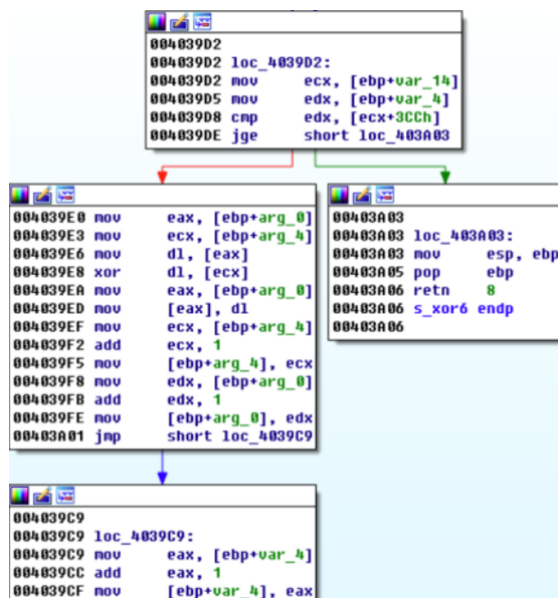 004039D2
004039D2 loc_4039D2:
004039D2 mov ecx, [ebp+var_14]
004039D5 mov edx, [ebp+var_4]
004039D8 cmp edx, [ecx+3CCh]
004039DE jge short loc_403A03
004039E0 mov eax, [ebp+arg_0]
004039E3 mov ecx, [ebp+arg_4]
004039E6 mov dl, [eax]
004039E8 xor dl, [ecx]
004039EA mov eax, [ebp+arg_0]
004039ED mov [eax], dl
004039EF mov ecx, [ebp+arg_4]
004039F2 add ecx, 1
004039F5 mov [ebp+arg_4], ecx
004039F8 mov edx, [ebp+arg_0]
004039FB add edx, 1
004039FE mov [ebp+arg_0], edx
00403A01 jmp short loc_4039C9
00403A03
00403A03 loc_403A03:
00403A03 mov esp, ebp
00403A05 pop ebp
00403A06 retn 8
00403A06 s_xor6 endp
00403A06
004039C9
004039C9 loc_4039C9:
004039C9 mov eax, [ebp+var_4]
004039CC add eax, 1
004039CF mov [ebp+var_4], eax